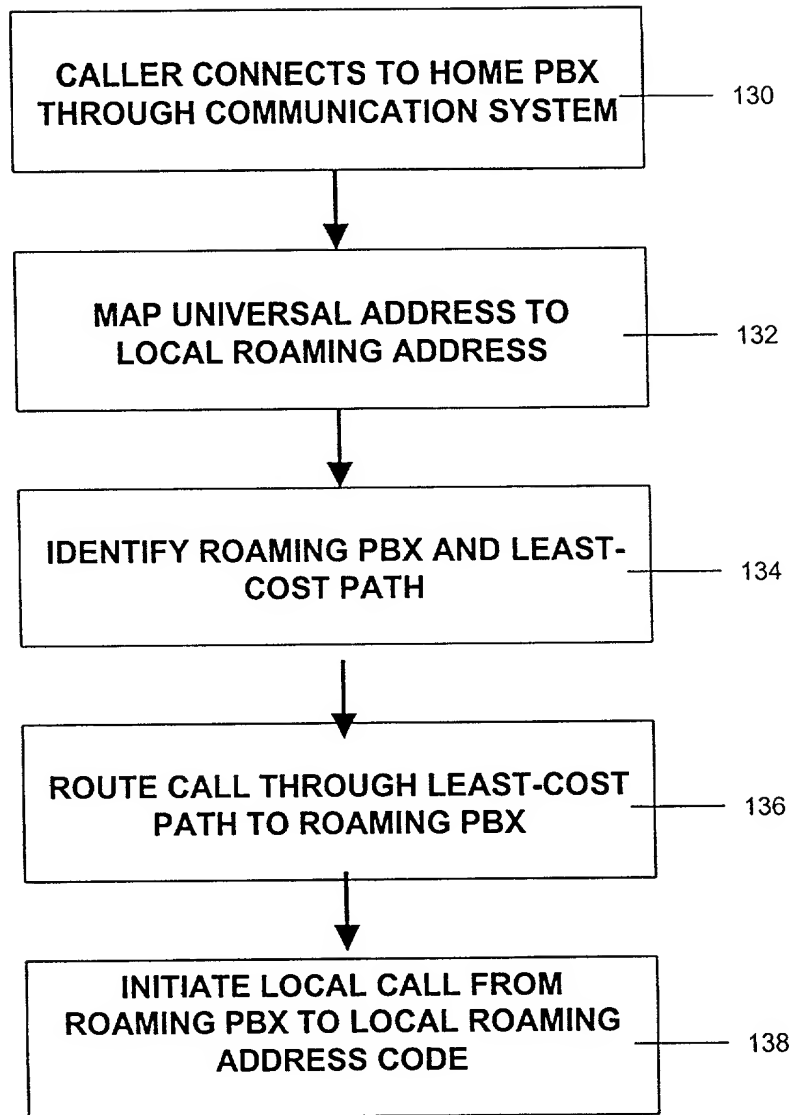 CALLER CONNECTS TO HOME PBX
THROUGH COMMUNICATION SYSTEM
130
MAP UNIVERSAL ADDRESS TO
LOCAL ROAMING ADDRESS
132
IDENTIFY ROAMING PBX AND LEAST-
COST PATH
134
ROUTE CALL THROUGH LEAST-COST
PATH TO ROAMING PBX
136
INITIATE LOCAL CALL FROM
ROAMING PBX TO LOCAL ROAMING
ADDRESS CODE
138